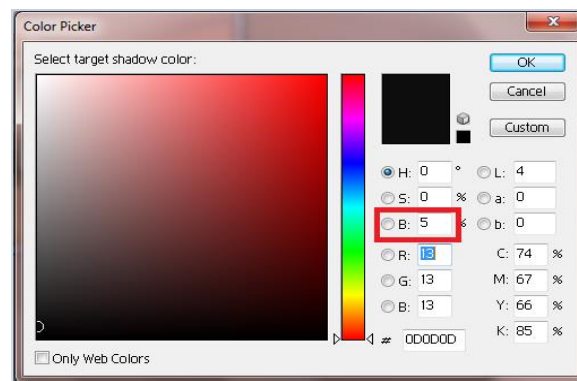 Color Picker
x
Select target shadow color:
OK
Cancel
Custom
H: 0 °
L: 4
S: 0 %
a: 0
B: 5 %
b: 0
R: 13
C: 74 %
G: 13
M: 67 %
B: 13
Y: 66 %
# 0D0D0D
K: 85 %
Only Web Colors